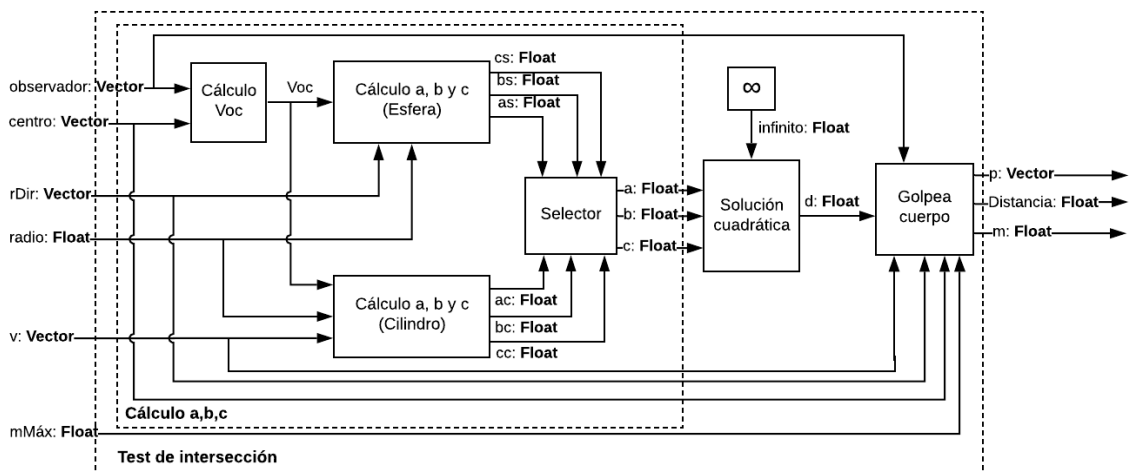 cs: Float
bs: Float
as: Float
observador: Vector
Cálculo
Voc
Voc
Cálculo a, b y c
(Esfera)
∞
centro: Vector
infinito: Float
rDir: Vector
Selector
a: Float
b: Float
c: Float
Solución
cuadrática
d: Float
Golpea
cuerpo
p: Vector
Distancia: Float
m: Float
radio: Float
Cálculo a, b y c
(Cilindro)
ac: Float
bc: Float
cc: Float
v: Vector
Cálculo a,b,c
mMáx: Float
Test de intersección